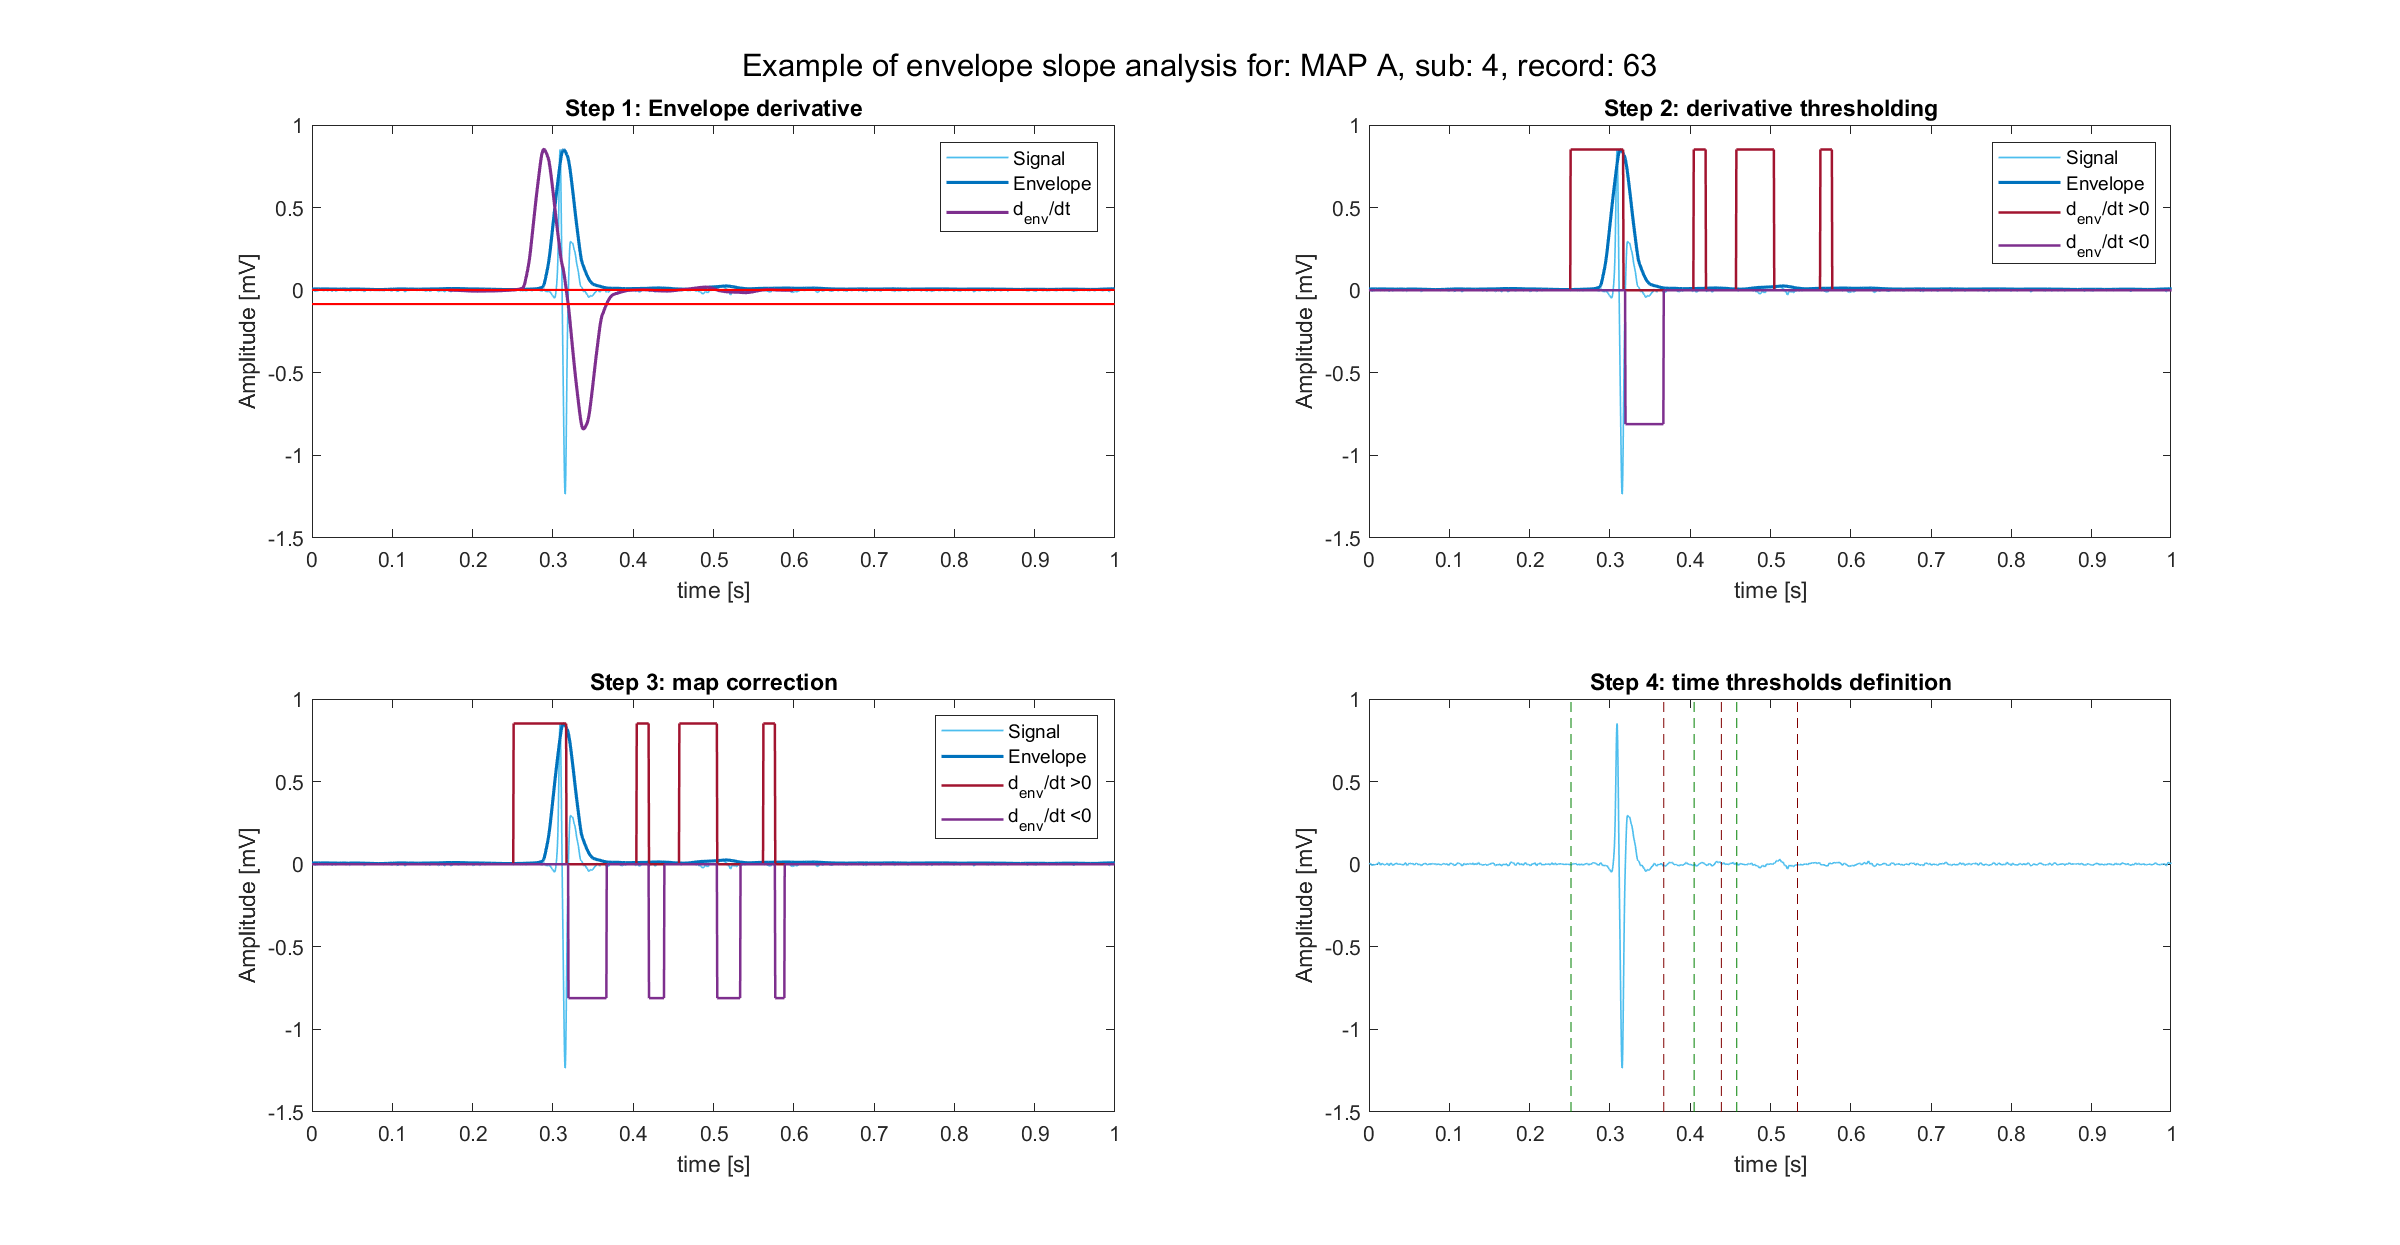 Example of envelope slope analysis for: MAP A, sub: 4, record: 63
Step 1: Envelope derivative
1
0.5
0
-0.5
-1
-1.5
Amplitude [mV]
0 0.1 0.2 0.3 0.4 0.5 0.6 0.7 0.8 0.9 1
time [s]
Signal
Envelope
d_env/dt
Step 2: derivative thresholding
1
0.5
0
-0.5
-1
-1.5
Amplitude [mV]
0 0.1 0.2 0.3 0.4 0.5 0.6 0.7 0.8 0.9 1
time [s]
Signal
Envelope
d_env/dt >0
d_env/dt <0
Step 3: map correction
1
0.5
0
-0.5
-1
-1.5
Amplitude [mV]
0 0.1 0.2 0.3 0.4 0.5 0.6 0.7 0.8 0.9 1
time [s]
Signal
Envelope
d_env/dt >0
d_env/dt <0
Step 4: time thresholds definition
1
0.5
0
-0.5
-1
-1.5
Amplitude [mV]
0 0.1 0.2 0.3 0.4 0.5 0.6 0.7 0.8 0.9 1
time [s]